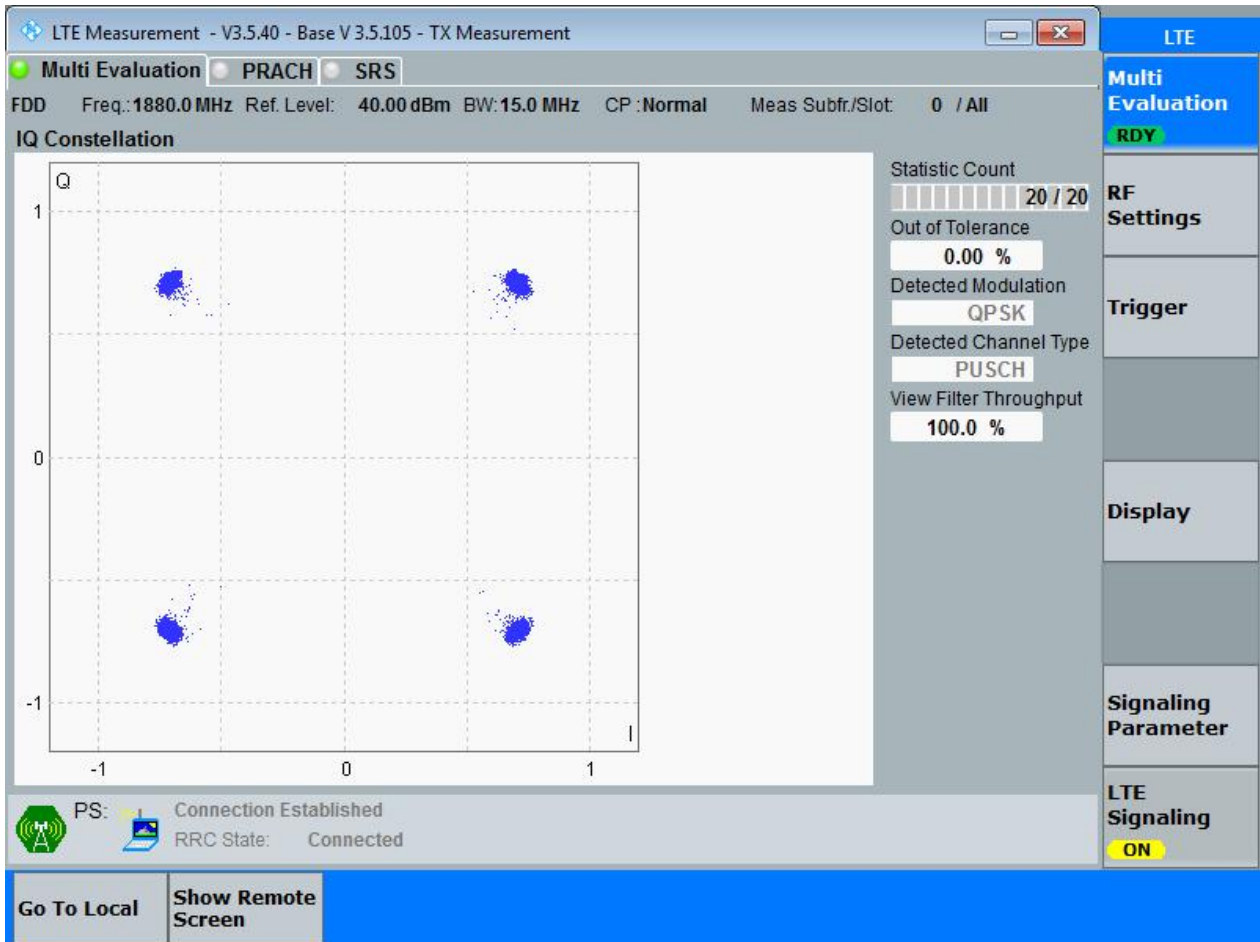 LTE Measurement - V3.5.40 - Base V 3.5.105 - TX Measurement
LTE
Multi Evaluation PRACH SRS
FDD Freq.: 1880.0 MHz Ref. Level: 40.00 dBm BW: 15.0 MHz CP : Normal Meas Subfr./Slot: 0 / All
IQ Constellation
Q
1
0
-1
I
-1 0 1
Statistic Count
20 / 20
Out of Tolerance
0.00 %
Detected Modulation
QPSK
Detected Channel Type
PUSCH
View Filter Throughput
100.0 %
Multi
Evaluation
RDY
RF
Settings
Trigger
Display
Signaling
Parameter
LTE
Signaling
ON
PS: Connection Established
RRC State: Connected
Go To Local
Show Remote
Screen